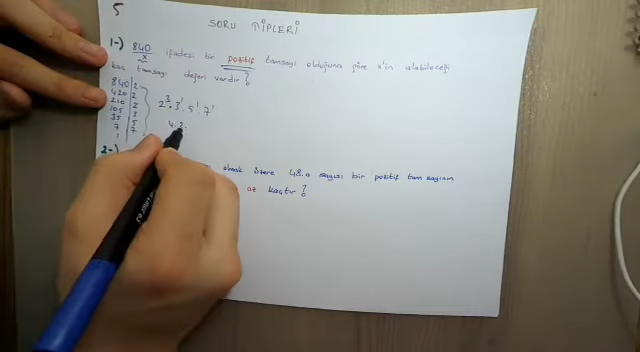 5
SORU TİPLERİ
1-) 840/x ifadesi bir pozitif tamsayı olduğuna göre x'in alabileceği
kaç tamsayı değeri vardır?
840 2
420 2
210 2
105 3
35 5
7 7
1
2³.3¹.5¹.7¹
4.2.
2-)
olmak üzere 48.a sayısı bir pozitif tam sayının
az kaçtır?